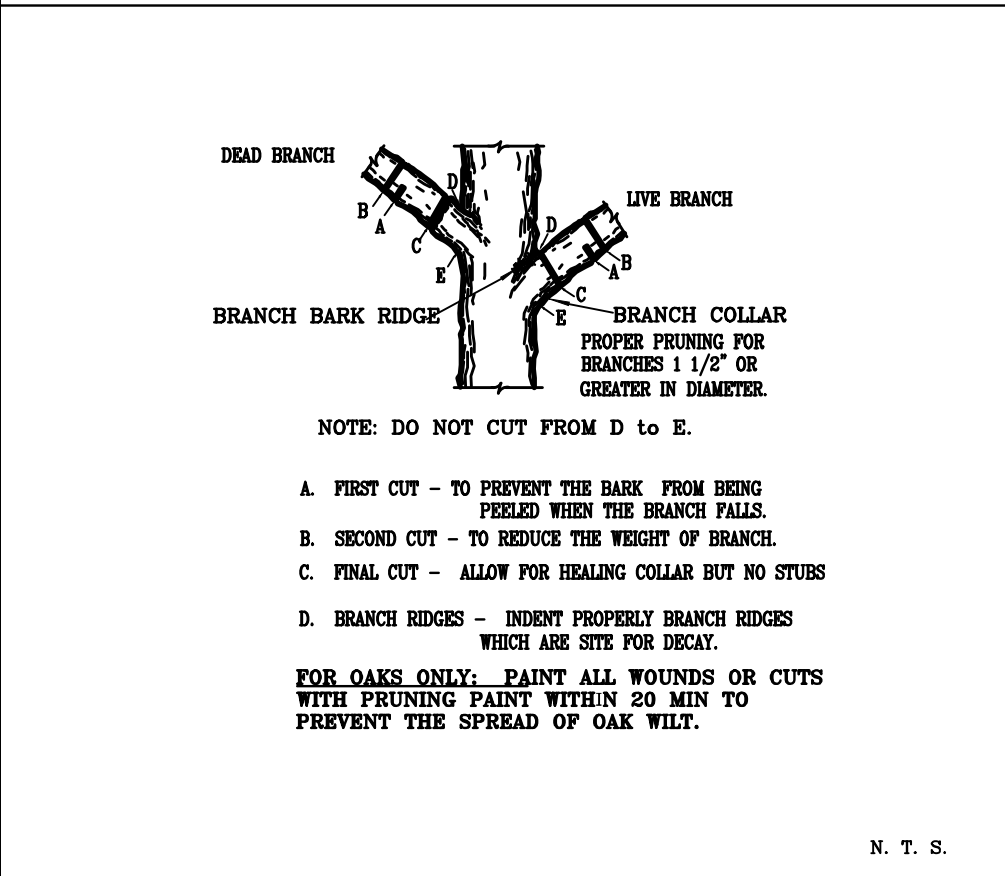 DEAD BRANCH
D
LIVE BRANCH
B
A
D
C
B
A
E
C
BRANCH BARK RIDGE
E
BRANCH COLLAR
PROPER PRUNING FOR
BRANCHES 1 1/2" OR
GREATER IN DIAMETER.
NOTE: DO NOT CUT FROM D to E.
A. FIRST CUT - TO PREVENT THE BARK FROM BEING
PEELED WHEN THE BRANCH FALLS.
B. SECOND CUT - TO REDUCE THE WEIGHT OF BRANCH.
C. FINAL CUT - ALLOW FOR HEALING COLLAR BUT NO STUBS
D. BRANCH RIDGES - INDENT PROPERLY BRANCH RIDGES
WHICH ARE SITE FOR DECAY.
FOR OAKS ONLY: PAINT ALL WOUNDS OR CUTS
WITH PRUNING PAINT WITHIN 20 MIN TO
PREVENT THE SPREAD OF OAK WILT.
N. T. S.